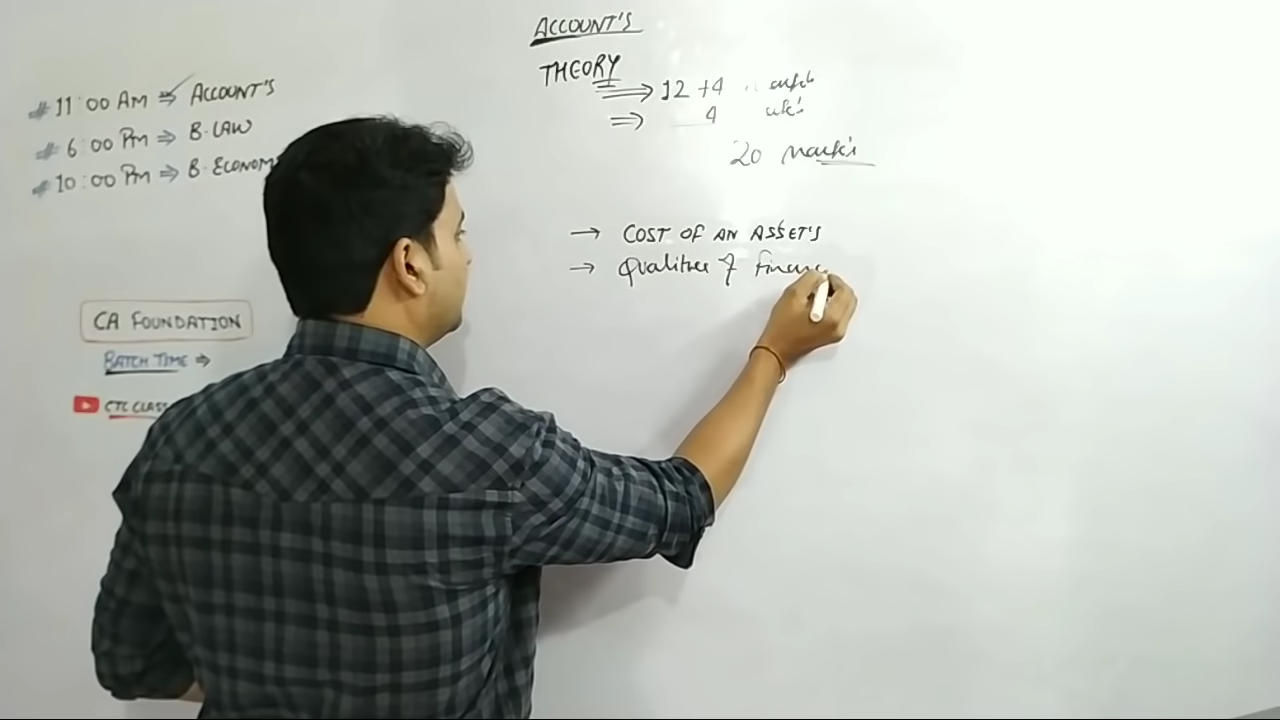 # 11:00 AM ⇒ ACCOUNT'S
# 6:00 PM ⇒ B.LAW
# 10:00 PM ⇒ B.ECONOM
CA FOUNDATION
BATCH TIME ⇒
CTC CLASS
ACCOUNT'S
THEORY
⇒ 12 + 4
⇒ 4
20 Mark's
→ COST OF AN ASSET'S
→ Qualities of financ